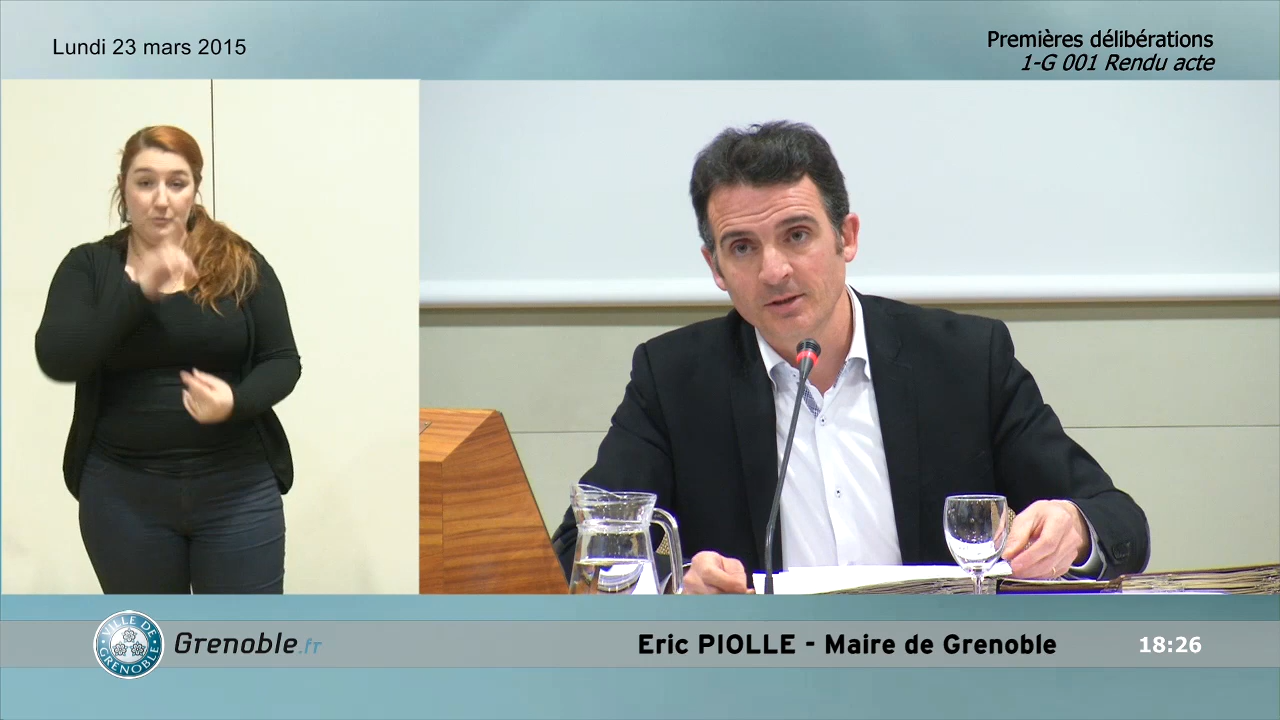 Lundi 23 mars 2015
Premières délibérations
1-G 001 Rendu acte
VILLE DE
GRENOBLE
Grenoble.fr
Eric PIOLLE - Maire de Grenoble
18:26